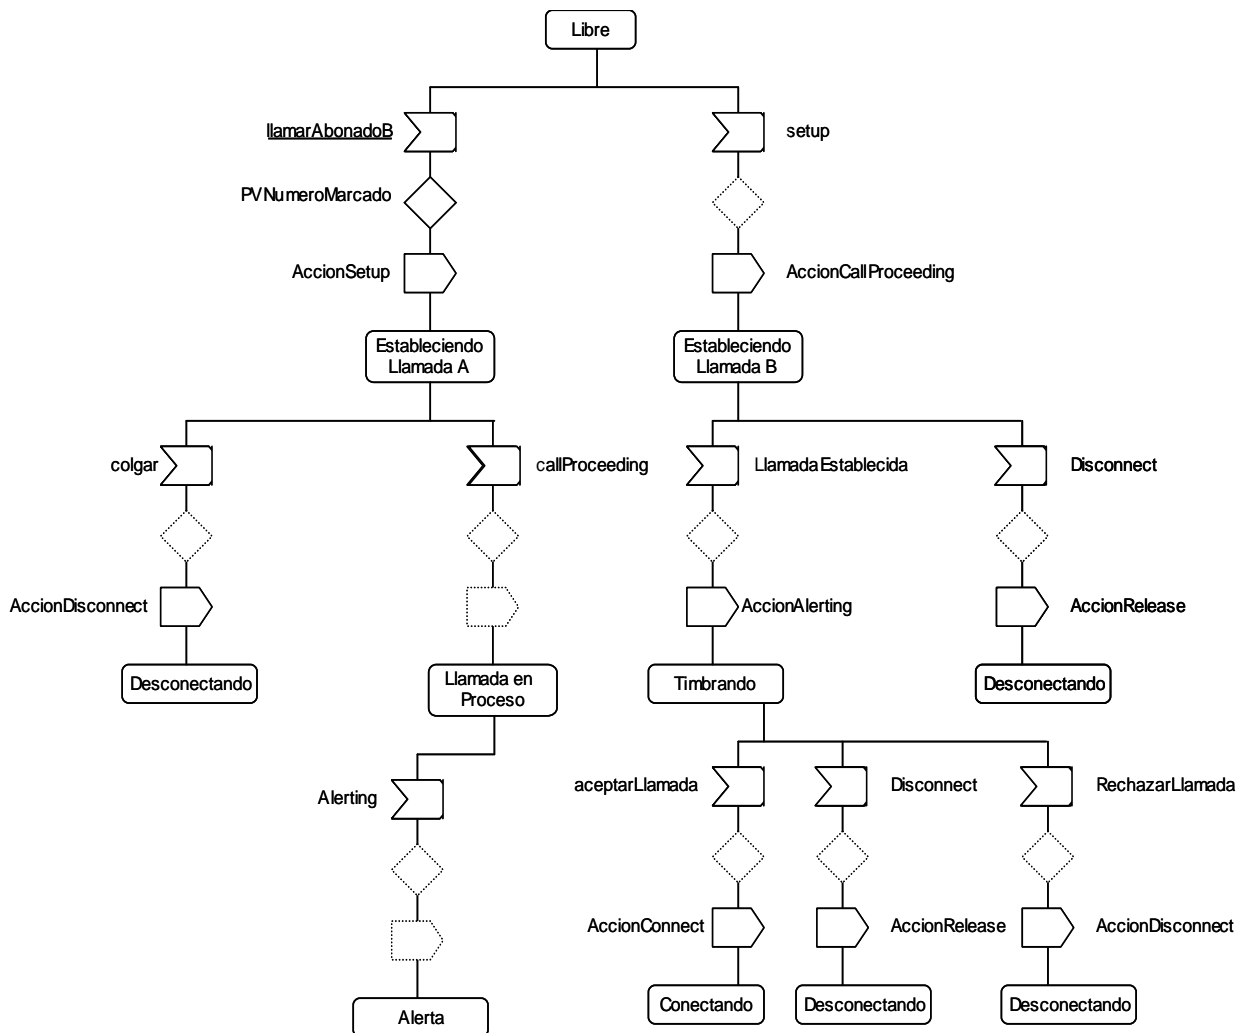 Libre
llamarAbonadoB
setup
PVNumeroMarcado
AccionSetup
AccionCallProceeding
Estableciendo
Llamada A
Estableciendo
Llamada B
colgar
callProceeding
LlamadaEstablecida
Disconnect
AccionDisconnect
AccionAlerting
AccionRelease
Desconectando
Llamada en
Proceso
Timbrando
Desconectando
Alerting
aceptarLlamada
Disconnect
RechazarLlamada
AccionConnect
AccionRelease
AccionDisconnect
Conectando
Desconectando
Desconectando
Alerta